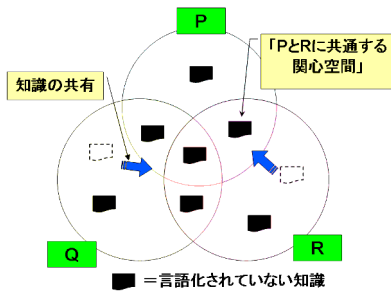 P
「PとRに共通する
関心空間」
知識の共有
Q
R
＝言語化されていない知識